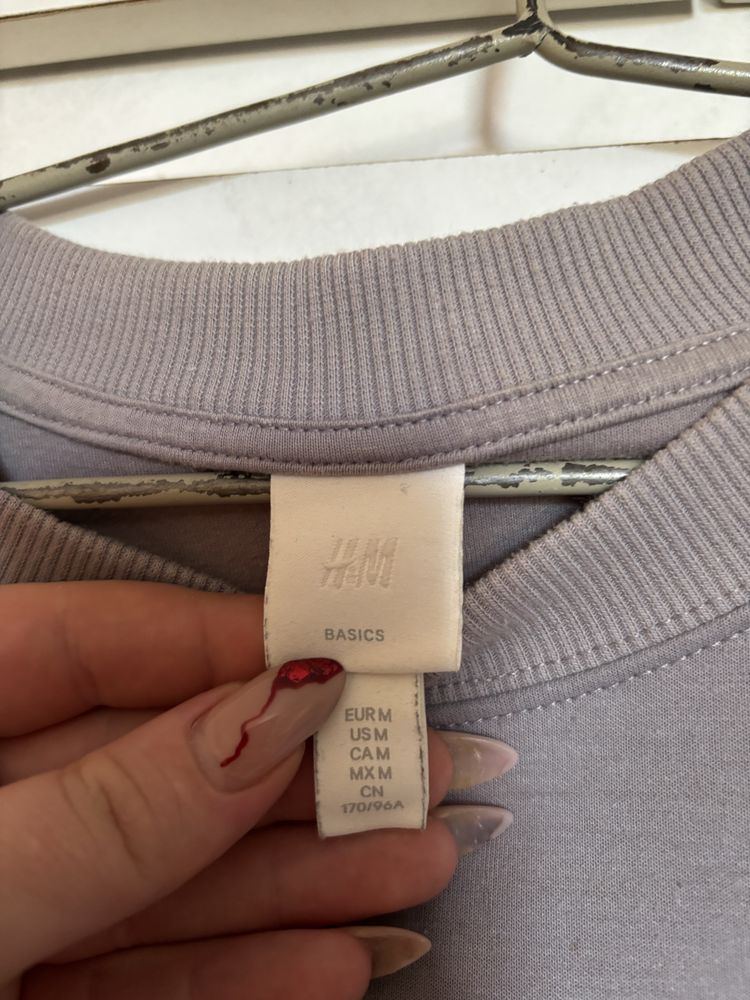 H&M
BASICS
EUR M
US M
CA M
MX M
CN
170/96A